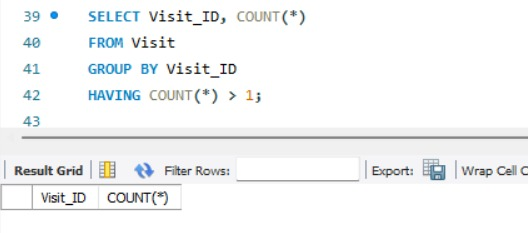 39 SELECT Visit_ID, COUNT(*)
40 FROM Visit
41 GROUP BY Visit_ID
42 HAVING COUNT(*) > 1;
43
Result Grid Filter Rows: Export: Wrap Cell C
Visit_ID COUNT(*)